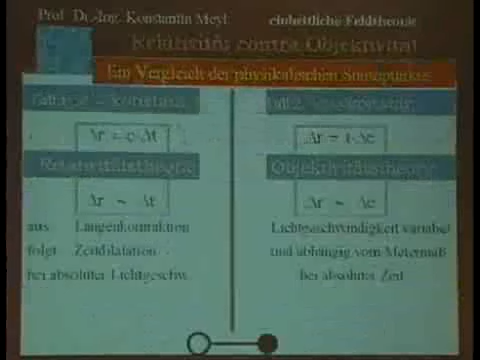 Prof. Dr.-Ing. Konstantin Meyl
einheitliche Feldtheorie
Relativität contra Objektivität
Ein Vergleich der physikalischen Standpunkte
konstant
Δr = c·Δt
Relativitätstheorie
Δr ~ Δt
aus Längenkontraktion
folgt Zeitdilatation
bei absoluter Lichtgeschw.
Δr = t·Δc
Objektivitätstheorie
Δr ~ Δc
Lichtgeschwindigkeit variabel
und abhängig vom Metermaß
bei absoluter Zeit